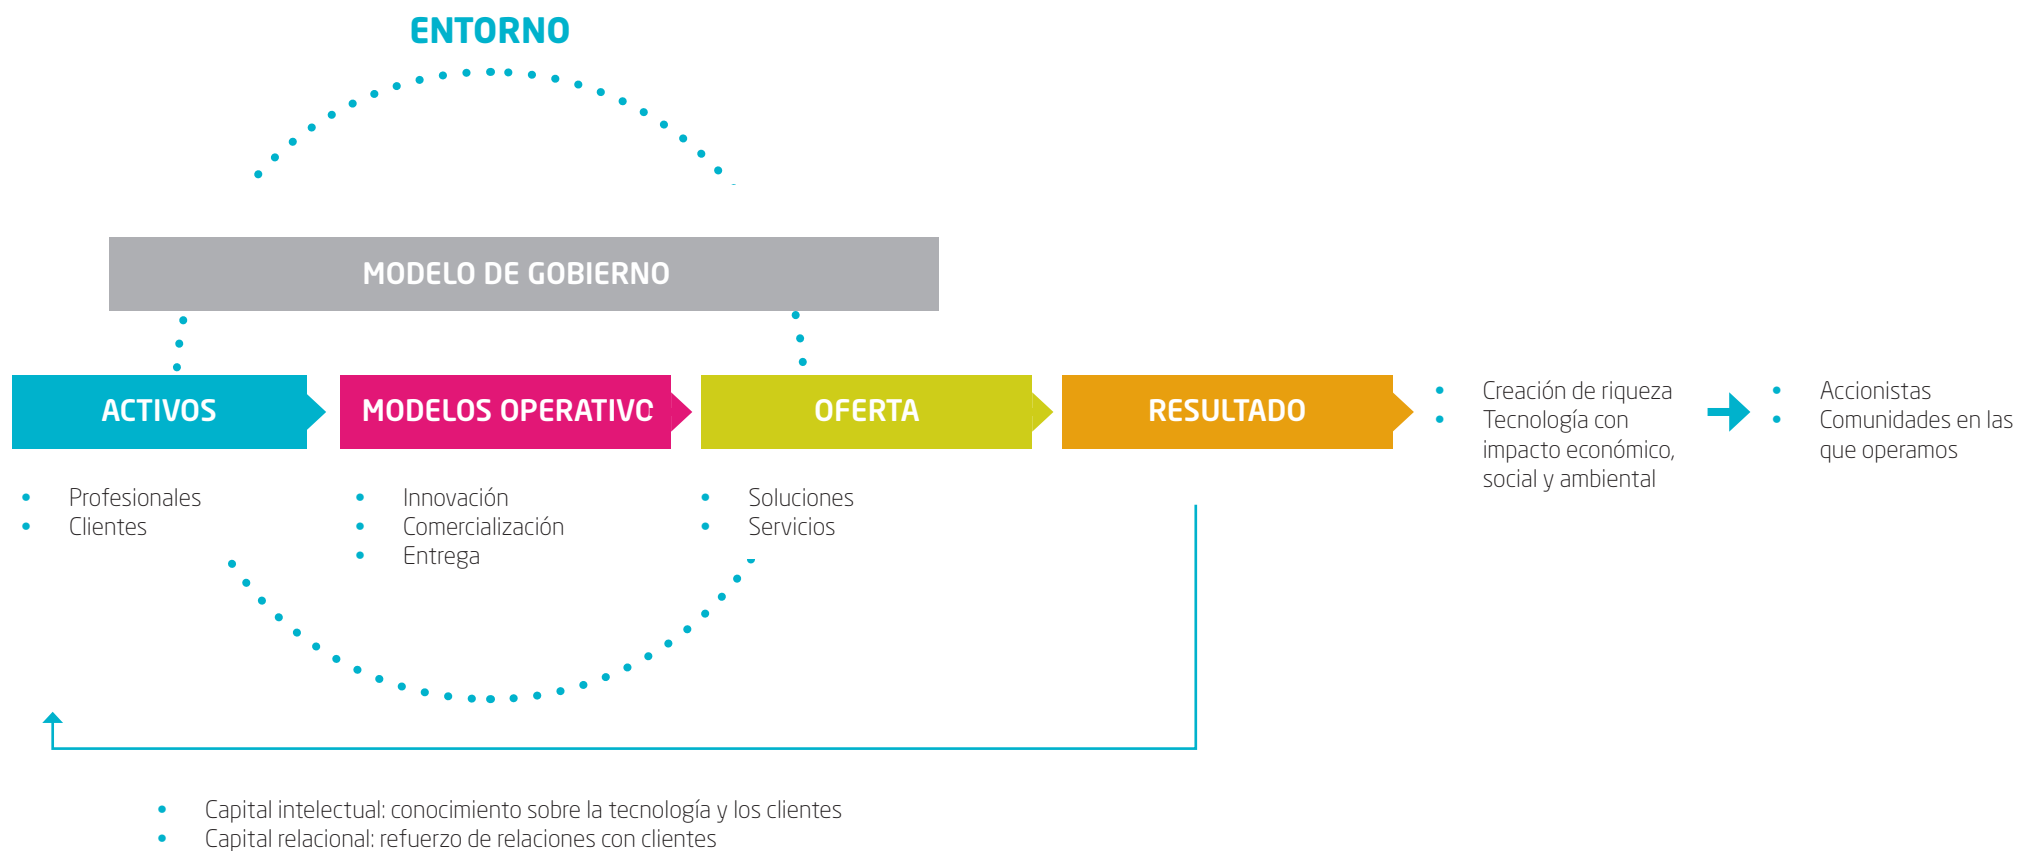 ENTORNO
MODELO DE GOBIERNO
ACTIVOS
MODELOS OPERATIVO
OFERTA
RESULTADO
• Profesionales
• Clientes
• Innovación
• Comercialización
• Entrega
• Soluciones
• Servicios
• Creación de riqueza
• Tecnología con
impacto económico,
social y ambiental
• Accionistas
• Comunidades en las
que operamos
• Capital intelectual: conocimiento sobre la tecnología y los clientes
• Capital relacional: refuerzo de relaciones con clientes